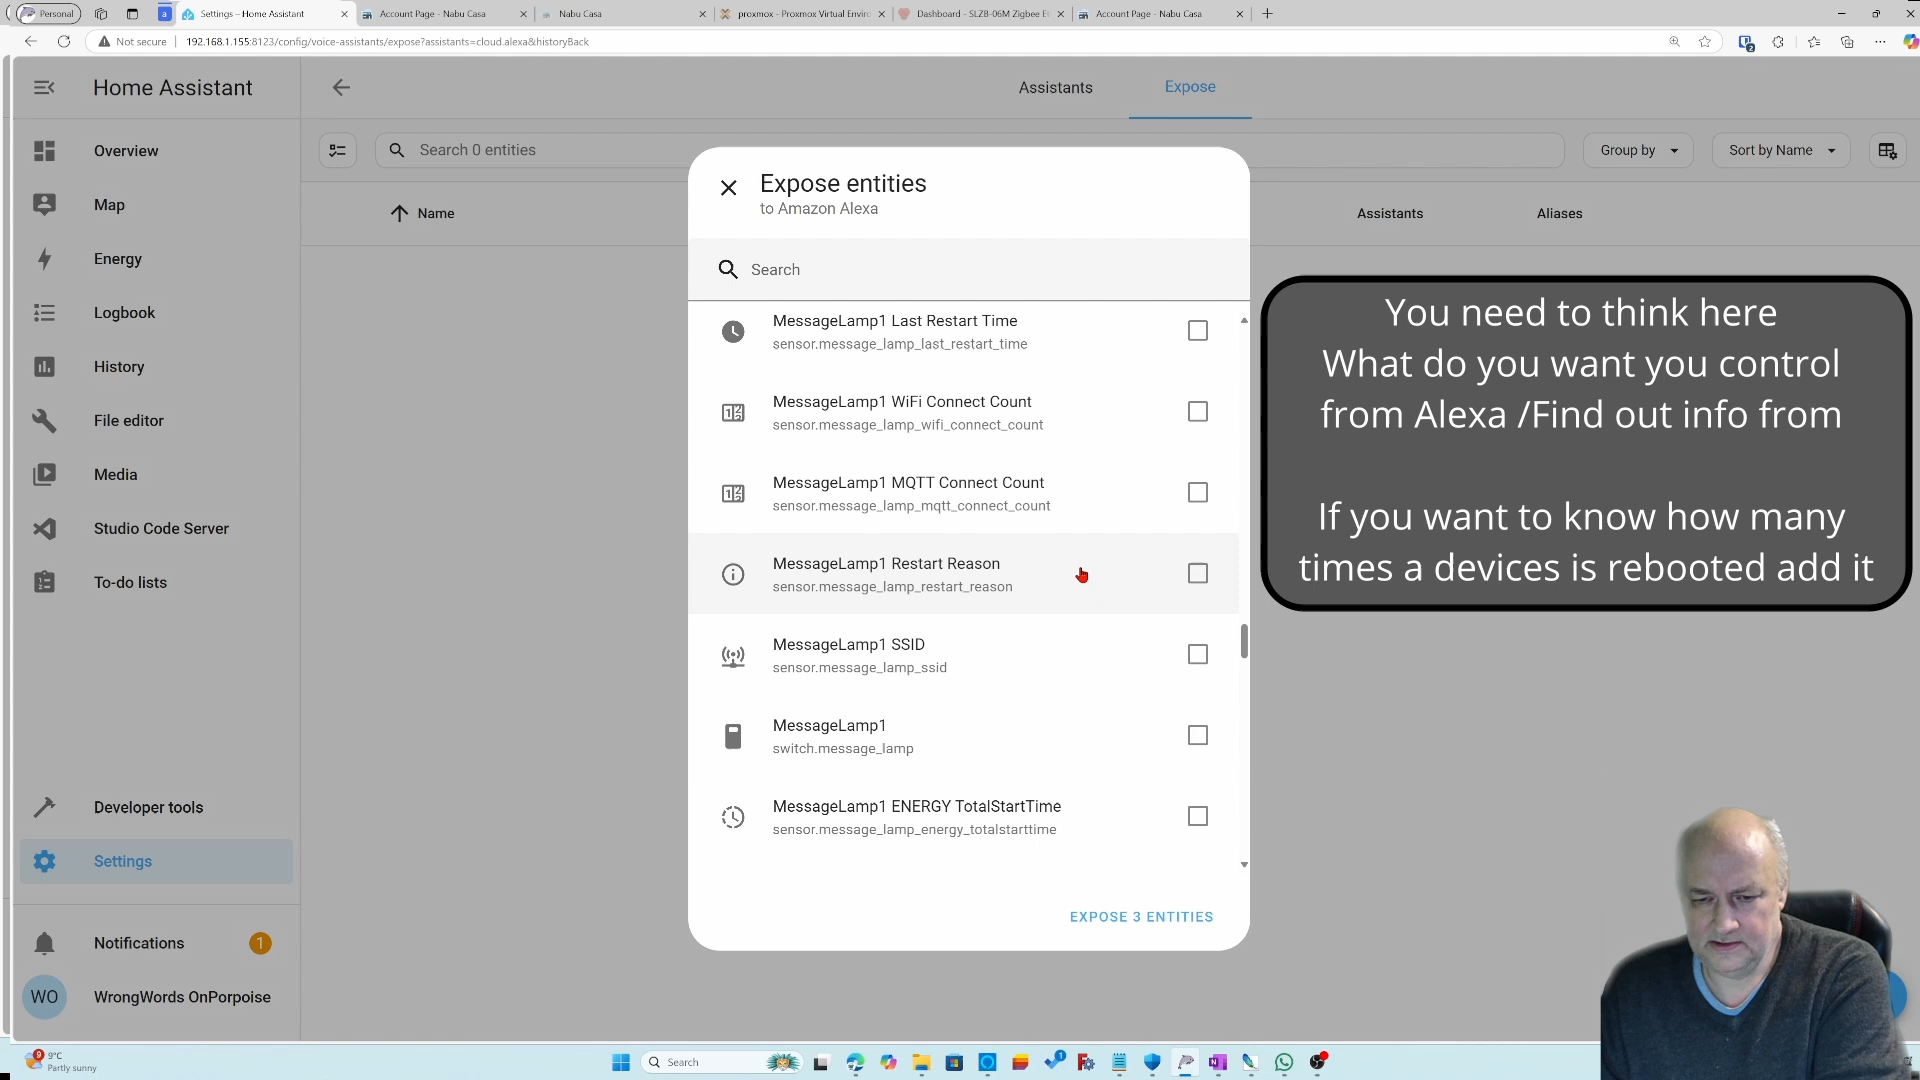 Personal
Settings – Home Assistant
Account Page - Nabu Casa
Nabu Casa
proxmox - Proxmox Virtual Enviro
Dashboard - SLZB-06M Zigbee Et
Account Page - Nabu Casa
Not secure
192.168.1.155:8123/config/voice-assistants/expose?assistants=cloud.alexa&historyBack
Home Assistant
Assistants
Expose
Overview
Map
Energy
Logbook
History
File editor
Media
Studio Code Server
To-do lists
Developer tools
Settings
Notifications
1
WO
WrongWords OnPorpoise
Search 0 entities
Group by
Sort by Name
Name
Assistants
Aliases
Expose entities
to Amazon Alexa
Search
MessageLamp1 Last Restart Time
sensor.message_lamp_last_restart_time
MessageLamp1 WiFi Connect Count
sensor.message_lamp_wifi_connect_count
MessageLamp1 MQTT Connect Count
sensor.message_lamp_mqtt_connect_count
MessageLamp1 Restart Reason
sensor.message_lamp_restart_reason
MessageLamp1 SSID
sensor.message_lamp_ssid
MessageLamp1
switch.message_lamp
MessageLamp1 ENERGY TotalStartTime
sensor.message_lamp_energy_totalstarttime
EXPOSE 3 ENTITIES
You need to think here
What do you want you control
from Alexa /Find out info from
If you want to know how many
times a devices is rebooted add it
9°C
Partly sunny
Search